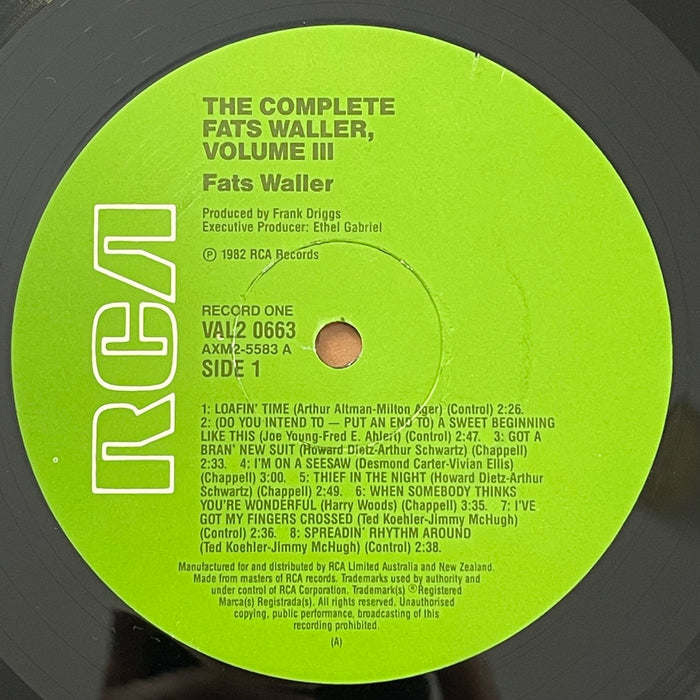 THE COMPLETE
FATS WALLER,
VOLUME III
Fats Waller
Produced by Frank Driggs
Executive Producer: Ethel Gabriel
℗ 1982 RCA Records
RCA
RECORD ONE
VAL2 0663
AXM2-5583 A
SIDE 1
1: LOAFIN' TIME (Arthur Altman-Milton Ager) (Control) 2:26.
2: (DO YOU INTEND TO — PUT AN END TO) A SWEET BEGINNING
LIKE THIS (Joe Young-Fred E. Ahlert) (Control) 2:47. 3: GOT A
BRAN' NEW SUIT (Howard Dietz-Arthur Schwartz) (Chappell)
2:33. 4: I'M ON A SEESAW (Desmond Carter-Vivian Ellis)
(Chappell) 3:00. 5: THIEF IN THE NIGHT (Howard Dietz-Arthur
Schwartz) (Chappell) 2:49. 6: WHEN SOMEBODY THINKS
YOU'RE WONDERFUL (Harry Woods) (Chappell) 3:35. 7: I'VE
GOT MY FINGERS CROSSED (Ted Koehler-Jimmy McHugh)
(Control) 2:36. 8: SPREADIN' RHYTHM AROUND
(Ted Koehler-Jimmy McHugh) (Control) 2:38.
Manufactured for and distributed by RCA Limited Australia and New Zealand.
Made from masters of RCA records. Trademarks used by authority and
under control of RCA Corporation. Trademark(s) ®Registered
Marca(s) Registrada(s). All rights reserved. Unauthorised
copying, public performance, broadcasting of this
recording prohibited.
(A)